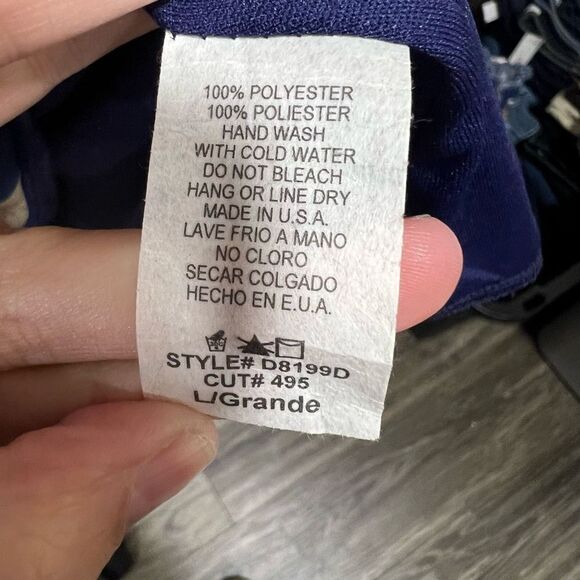 100% POLYESTER
100% POLIESTER
HAND WASH
WITH COLD WATER
DO NOT BLEACH
HANG OR LINE DRY
MADE IN U.S.A.
LAVE FRIO A MANO
NO CLORO
SECAR COLGADO
HECHO EN E.U.A.
STYLE# D8199D
CUT# 495
L/Grande